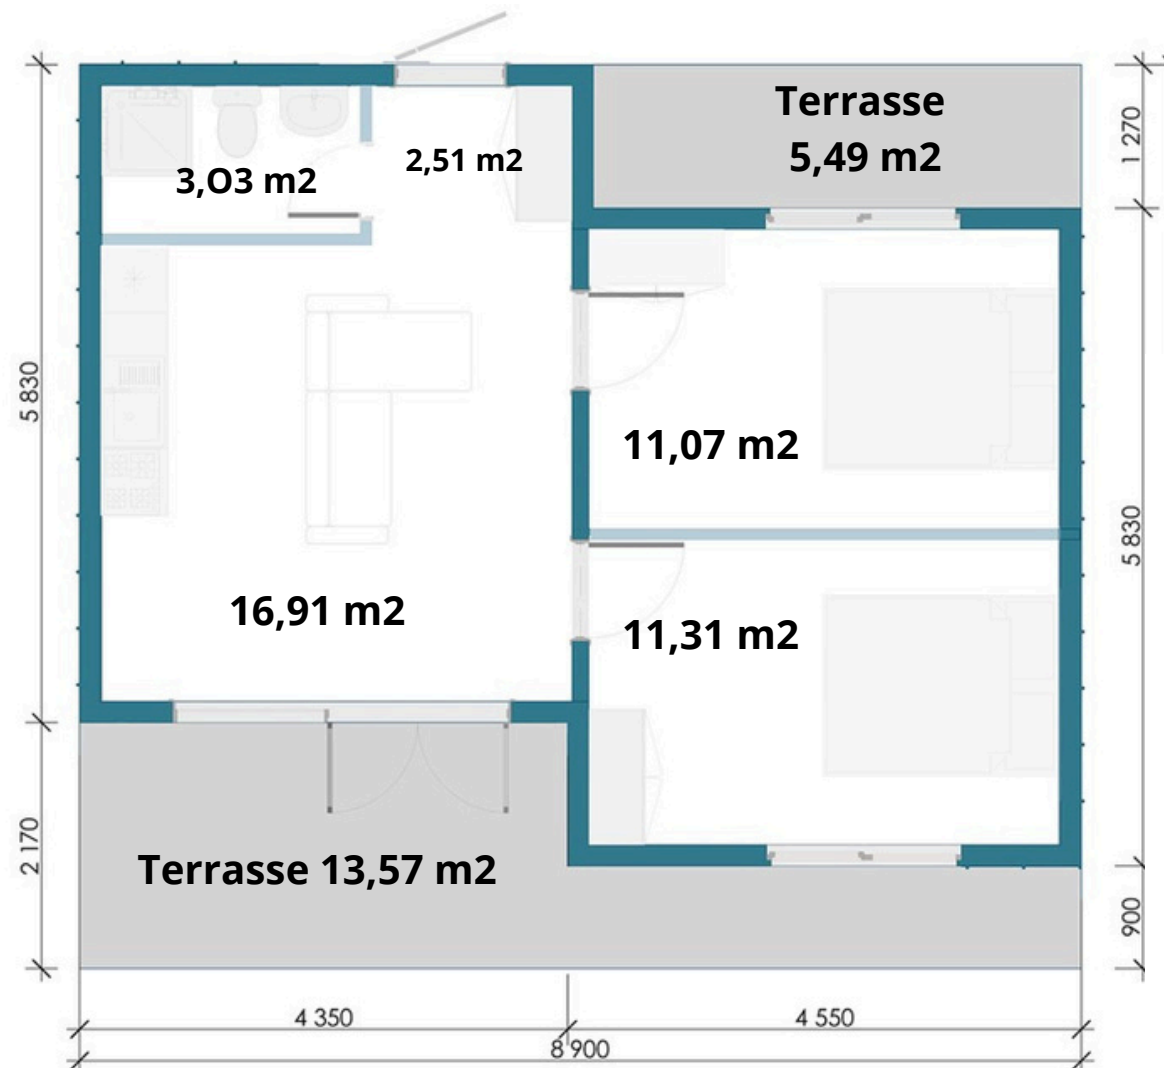 Terrasse
5,49 m2
1 270
3,O3 m2
2,51 m2
5 830
11,07 m2
5 830
16,91 m2
11,31 m2
2 170
Terrasse 13,57 m2
900
4 350
4 550
8 900